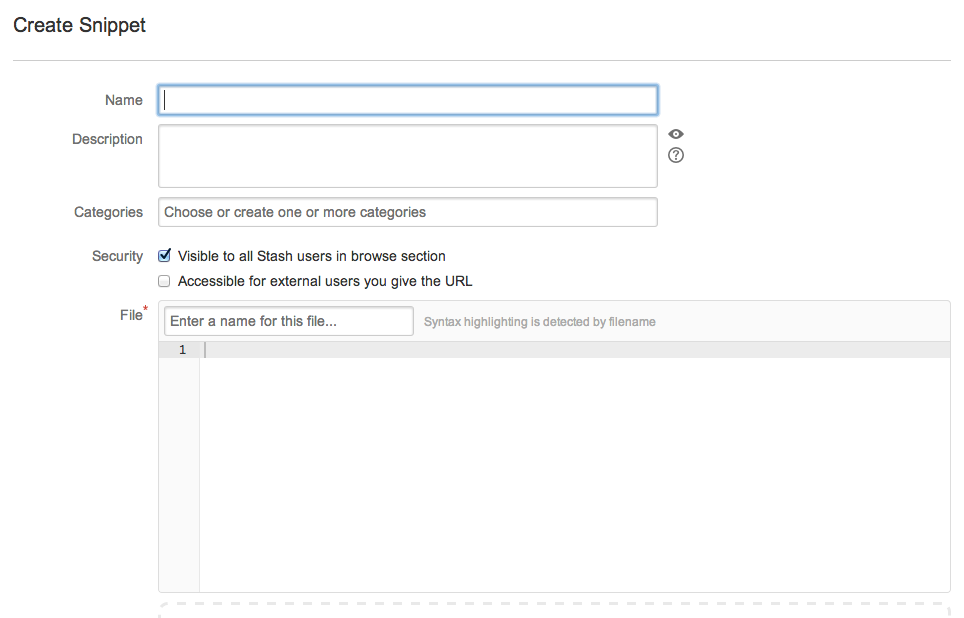 Create Snippet
Name
Description
Categories Choose or create one or more categories
Security Visible to all Stash users in browse section
Accessible for external users you give the URL
File* Enter a name for this file... Syntax highlighting is detected by filename
1